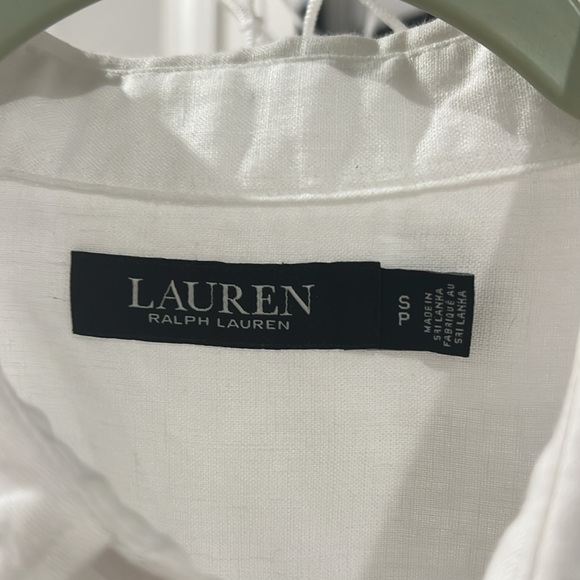 LAUREN
RALPH LAUREN
S
P
MADE IN
SRI LANKA
FABRIQUÉ AU
SRI LANKA